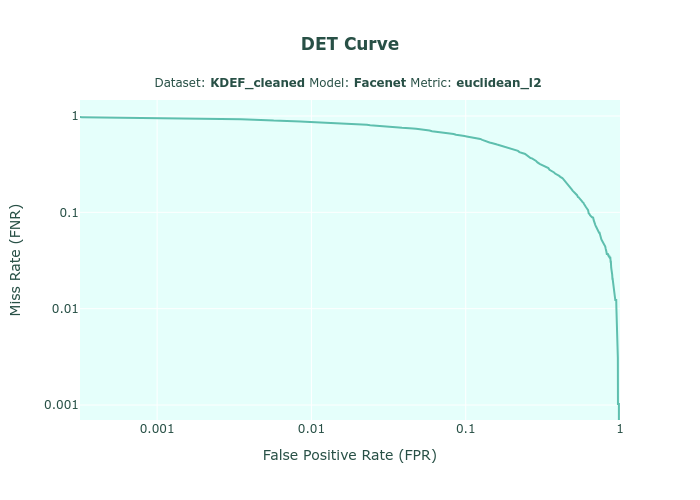 DET Curve
Dataset: KDEF_cleaned Model: Facenet Metric: euclidean_l2
Miss Rate (FNR)
1
0.1
0.01
0.001
0.001
0.01
0.1
1
False Positive Rate (FPR)